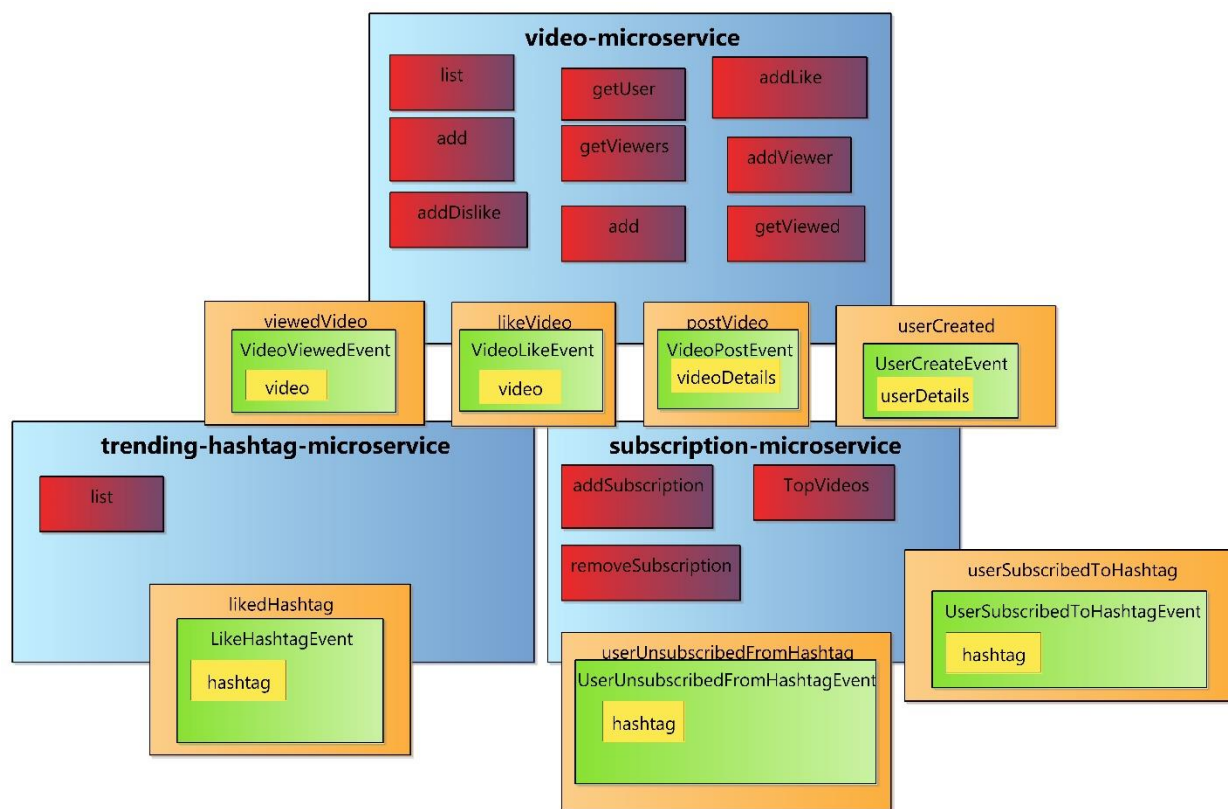 video-microservice
list
getUser
addLike
add
getViewers
addViewer
addDislike
add
getViewed
viewedVideo
VideoViewedEvent
video
likeVideo
VideoLikeEvent
video
postVideo
VideoPostEvent
videoDetails
userCreated
UserCreateEvent
userDetails
trending-hashtag-microservice
list
likedHashtag
LikeHashtagEvent
hashtag
subscription-microservice
addSubscription
TopVideos
removeSubscription
userSubscribedToHashtag
UserSubscribedToHashtagEvent
hashtag
userUnsubscribedFromHashtag
UserUnsubscribedFromHashtagEvent
hashtag